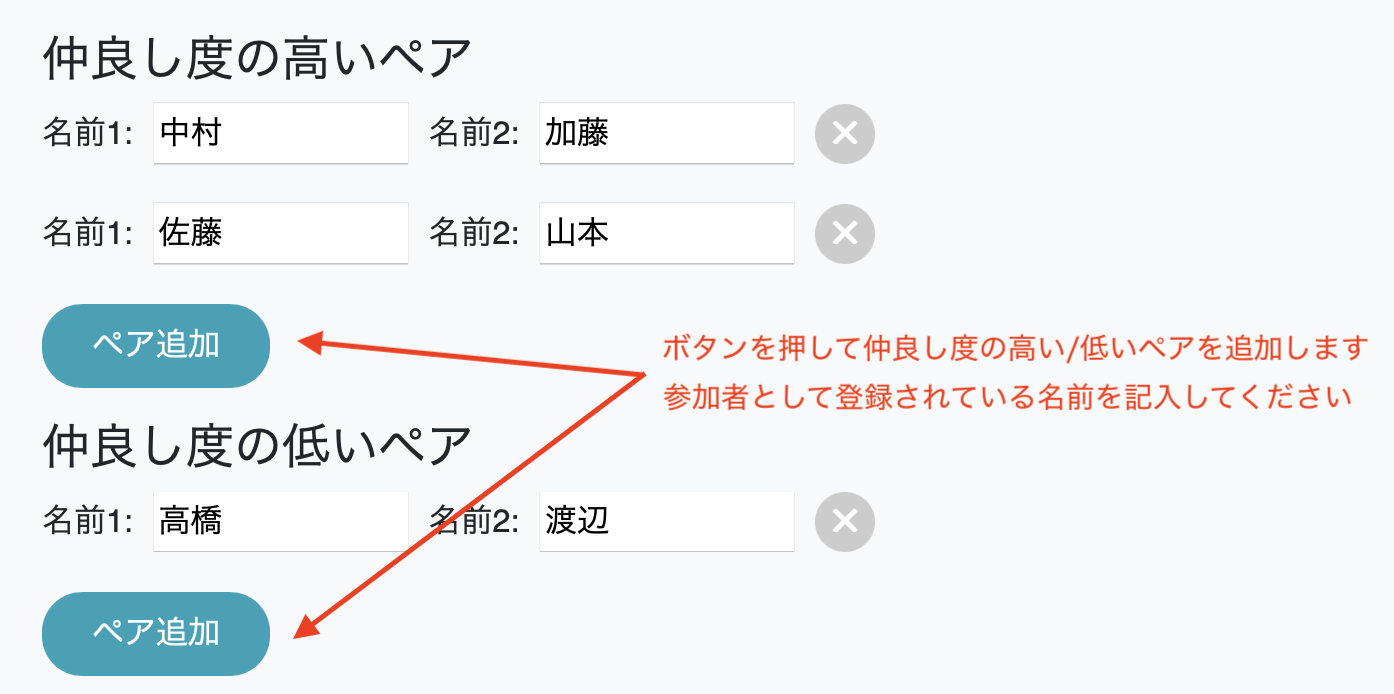 仲良し度の高いペア
名前1: 中村 名前2: 加藤
名前1: 佐藤 名前2: 山本
ペア追加
ボタンを押して仲良し度の高い/低いペアを追加します
参加者として登録されている名前を記入してください
仲良し度の低いペア
名前1: 高橋 名前2: 渡辺
ペア追加